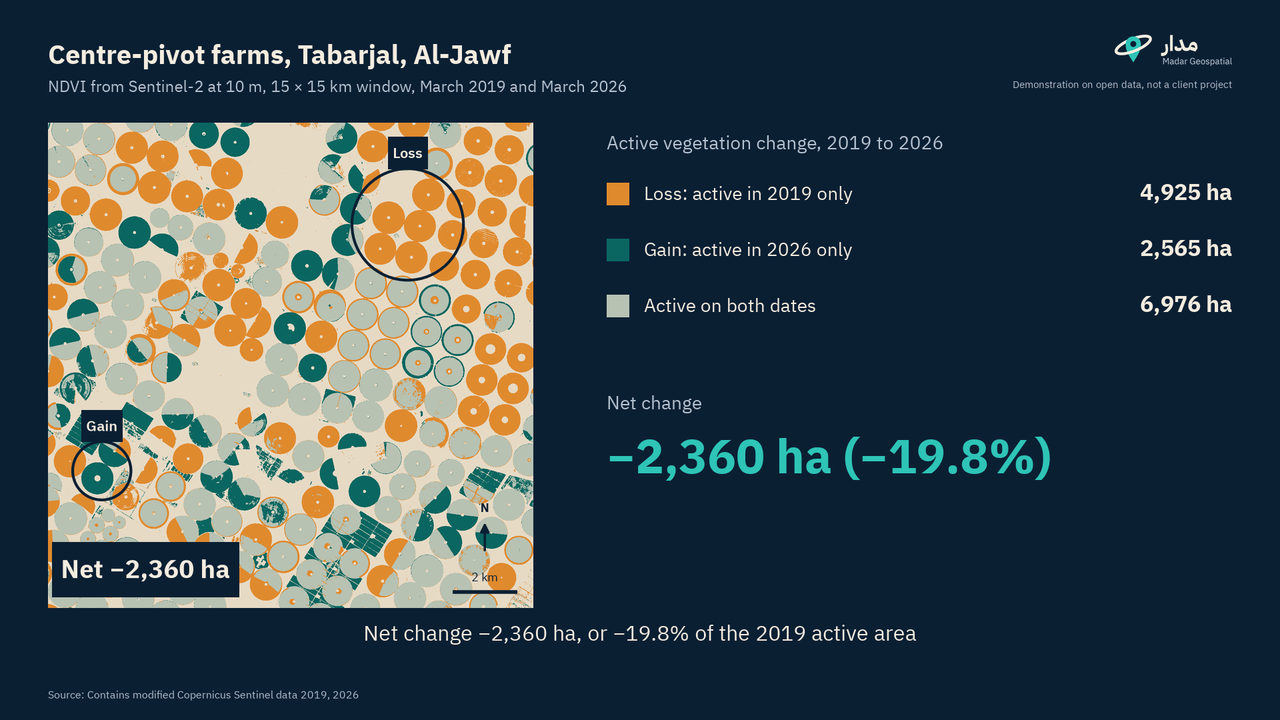 Centre-pivot farms, Tabarjal, Al-Jawf
NDVI from Sentinel-2 at 10 m, 15 × 15 km window, March 2019 and March 2026
مدار
Madar Geospatial
Demonstration on open data, not a client project
Loss
Gain
N
2 km
Net −2,360 ha
Active vegetation change, 2019 to 2026
Loss: active in 2019 only 4,925 ha
Gain: active in 2026 only 2,565 ha
Active on both dates 6,976 ha
Net change
−2,360 ha (−19.8%)
Net change −2,360 ha, or −19.8% of the 2019 active area
Source: Contains modified Copernicus Sentinel data 2019, 2026